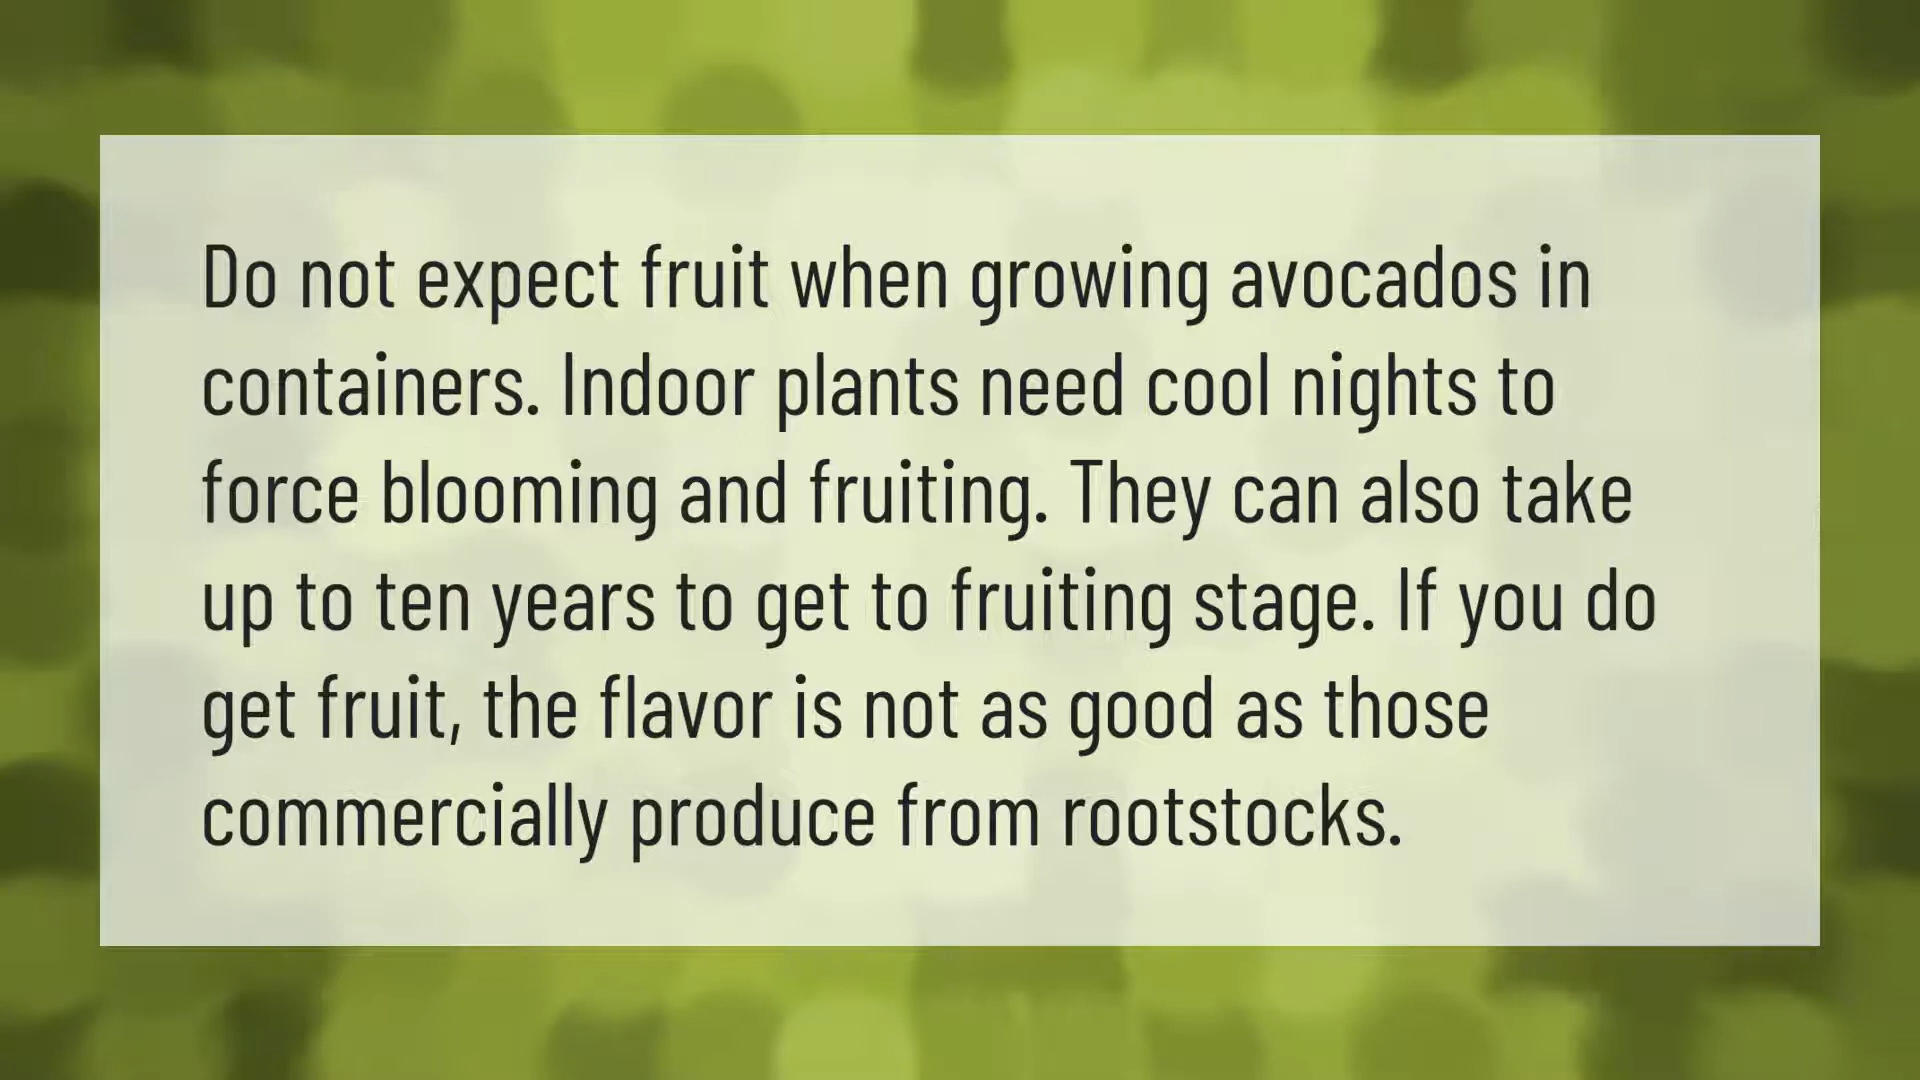 Do not expect fruit when growing avocados in
containers. Indoor plants need cool nights to
force blooming and fruiting. They can also take
up to ten years to get to fruiting stage. If you do
get fruit, the flavor is not as good as those
commercially produce from rootstocks.